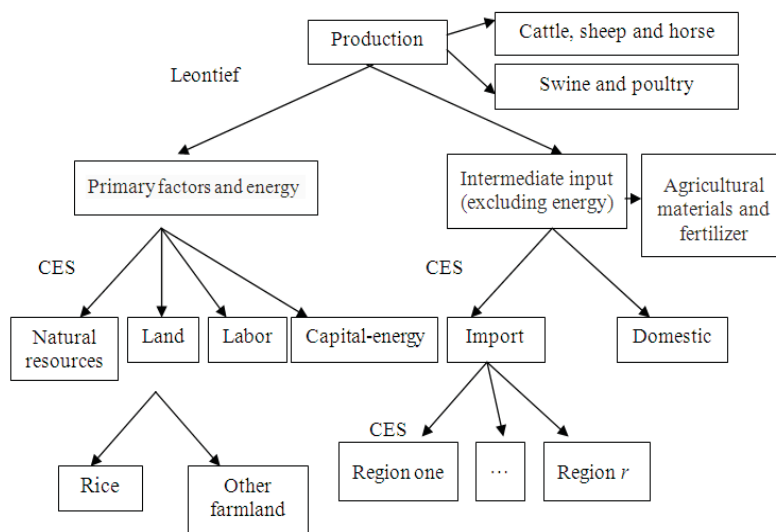 Production
Cattle, sheep and horse
Leontief
Swine and poultry
Primary factors and energy
Intermediate input
(excluding energy)
Agricultural
materials and
fertilizer
CES
CES
Natural
resources
Land
Labor
Capital-energy
Import
Domestic
CES
Rice
Other
farmland
Region one
...
Region r